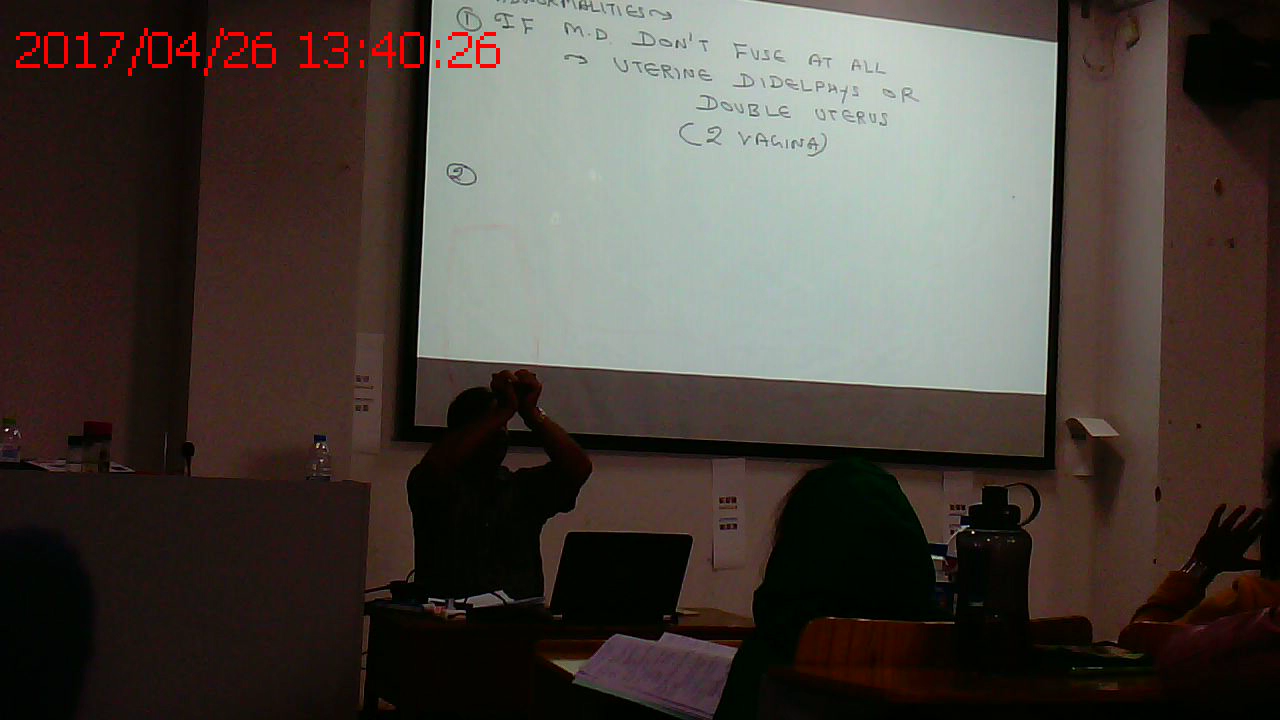 ABNORMALITIES
① IF M.D. DON'T FUSE AT ALL
→ UTERINE DIDELPHYS OR
DOUBLE UTERUS
(2 VAGINA)
②
2017/04/26 13:40:26